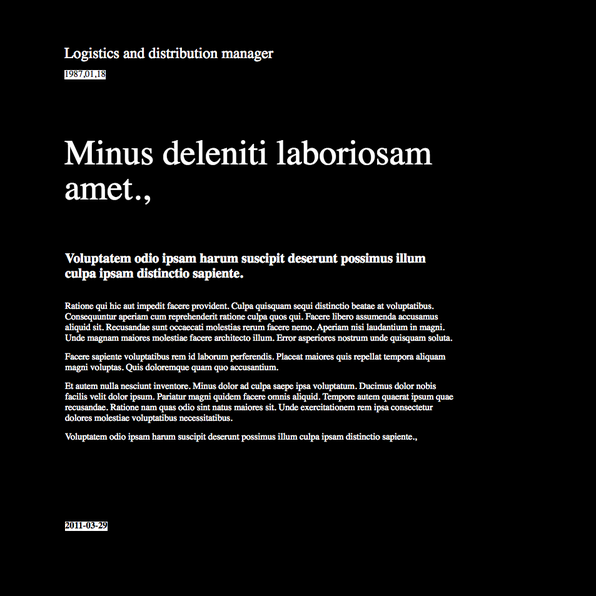 Logistics and distribution manager
1987,01,18
Minus deleniti laboriosam
amet.,
Voluptatem odio ipsam harum suscipit deserunt possimus illum
culpa ipsam distinctio sapiente.
Ratione qui hic aut impedit facere provident. Culpa quisquam sequi distinctio beatae at voluptatibus.
Consequuntur aperiam cum reprehenderit ratione culpa quos qui. Facere libero assumenda accusamus
aliquid sit. Recusandae sunt occaecati molestias rerum facere nemo. Aperiam nisi laudantium in magni.
Unde magnam maiores molestiae facere architecto illum. Error asperiores nostrum unde quisquam soluta.
Facere sapiente voluptatibus rem id laborum perferendis. Placeat maiores quis repellat tempora aliquam
magni voluptas. Quis doloremque quam quo accusantium.
Et autem nulla nesciunt inventore. Minus dolor ad culpa saepe ipsa voluptatum. Ducimus dolor nobis
facilis velit dolor ipsum. Pariatur magni quidem facere omnis aliquid. Tempore autem quaerat ipsum quae
recusandae. Ratione nam quas odio sint natus maiores sit. Unde exercitationem rem ipsa consectetur
dolores molestiae voluptatibus necessitatibus.
Voluptatem odio ipsam harum suscipit deserunt possimus illum culpa ipsam distinctio sapiente.,
2011-03-29